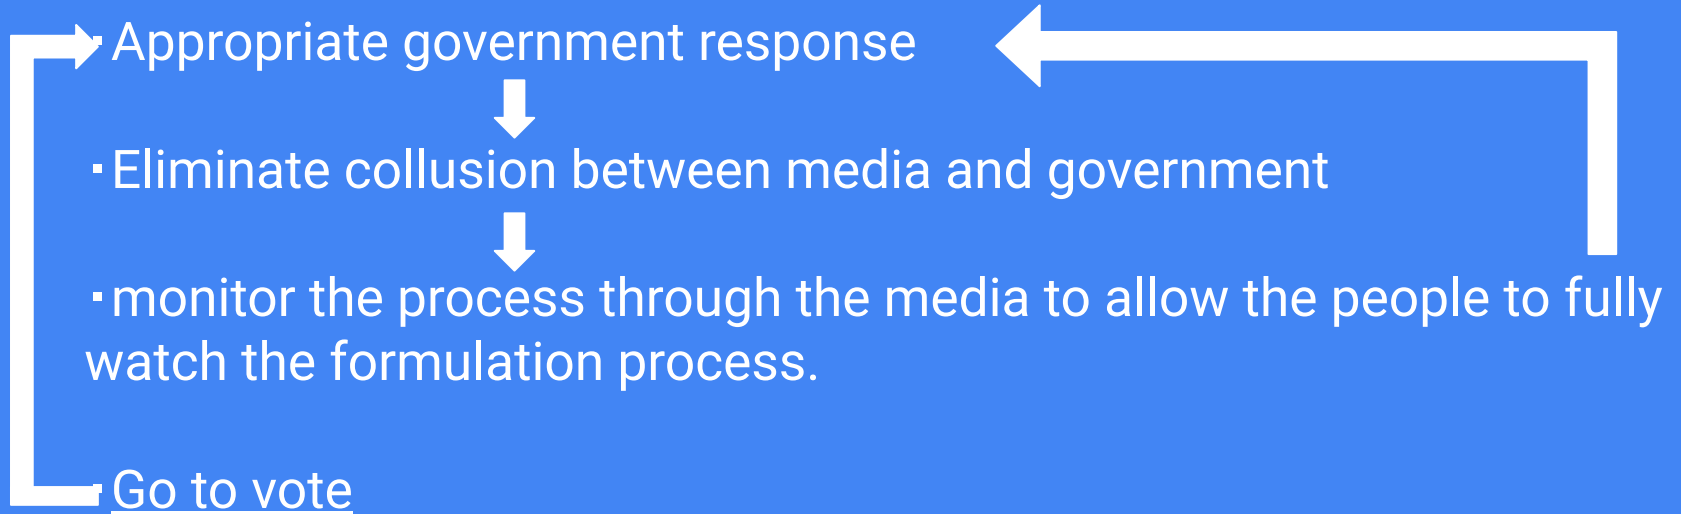 ▪Appropriate government response
▪Eliminate collusion between media and government
▪monitor the process through the media to allow the people to fully
watch the formulation process.
▪Go to vote